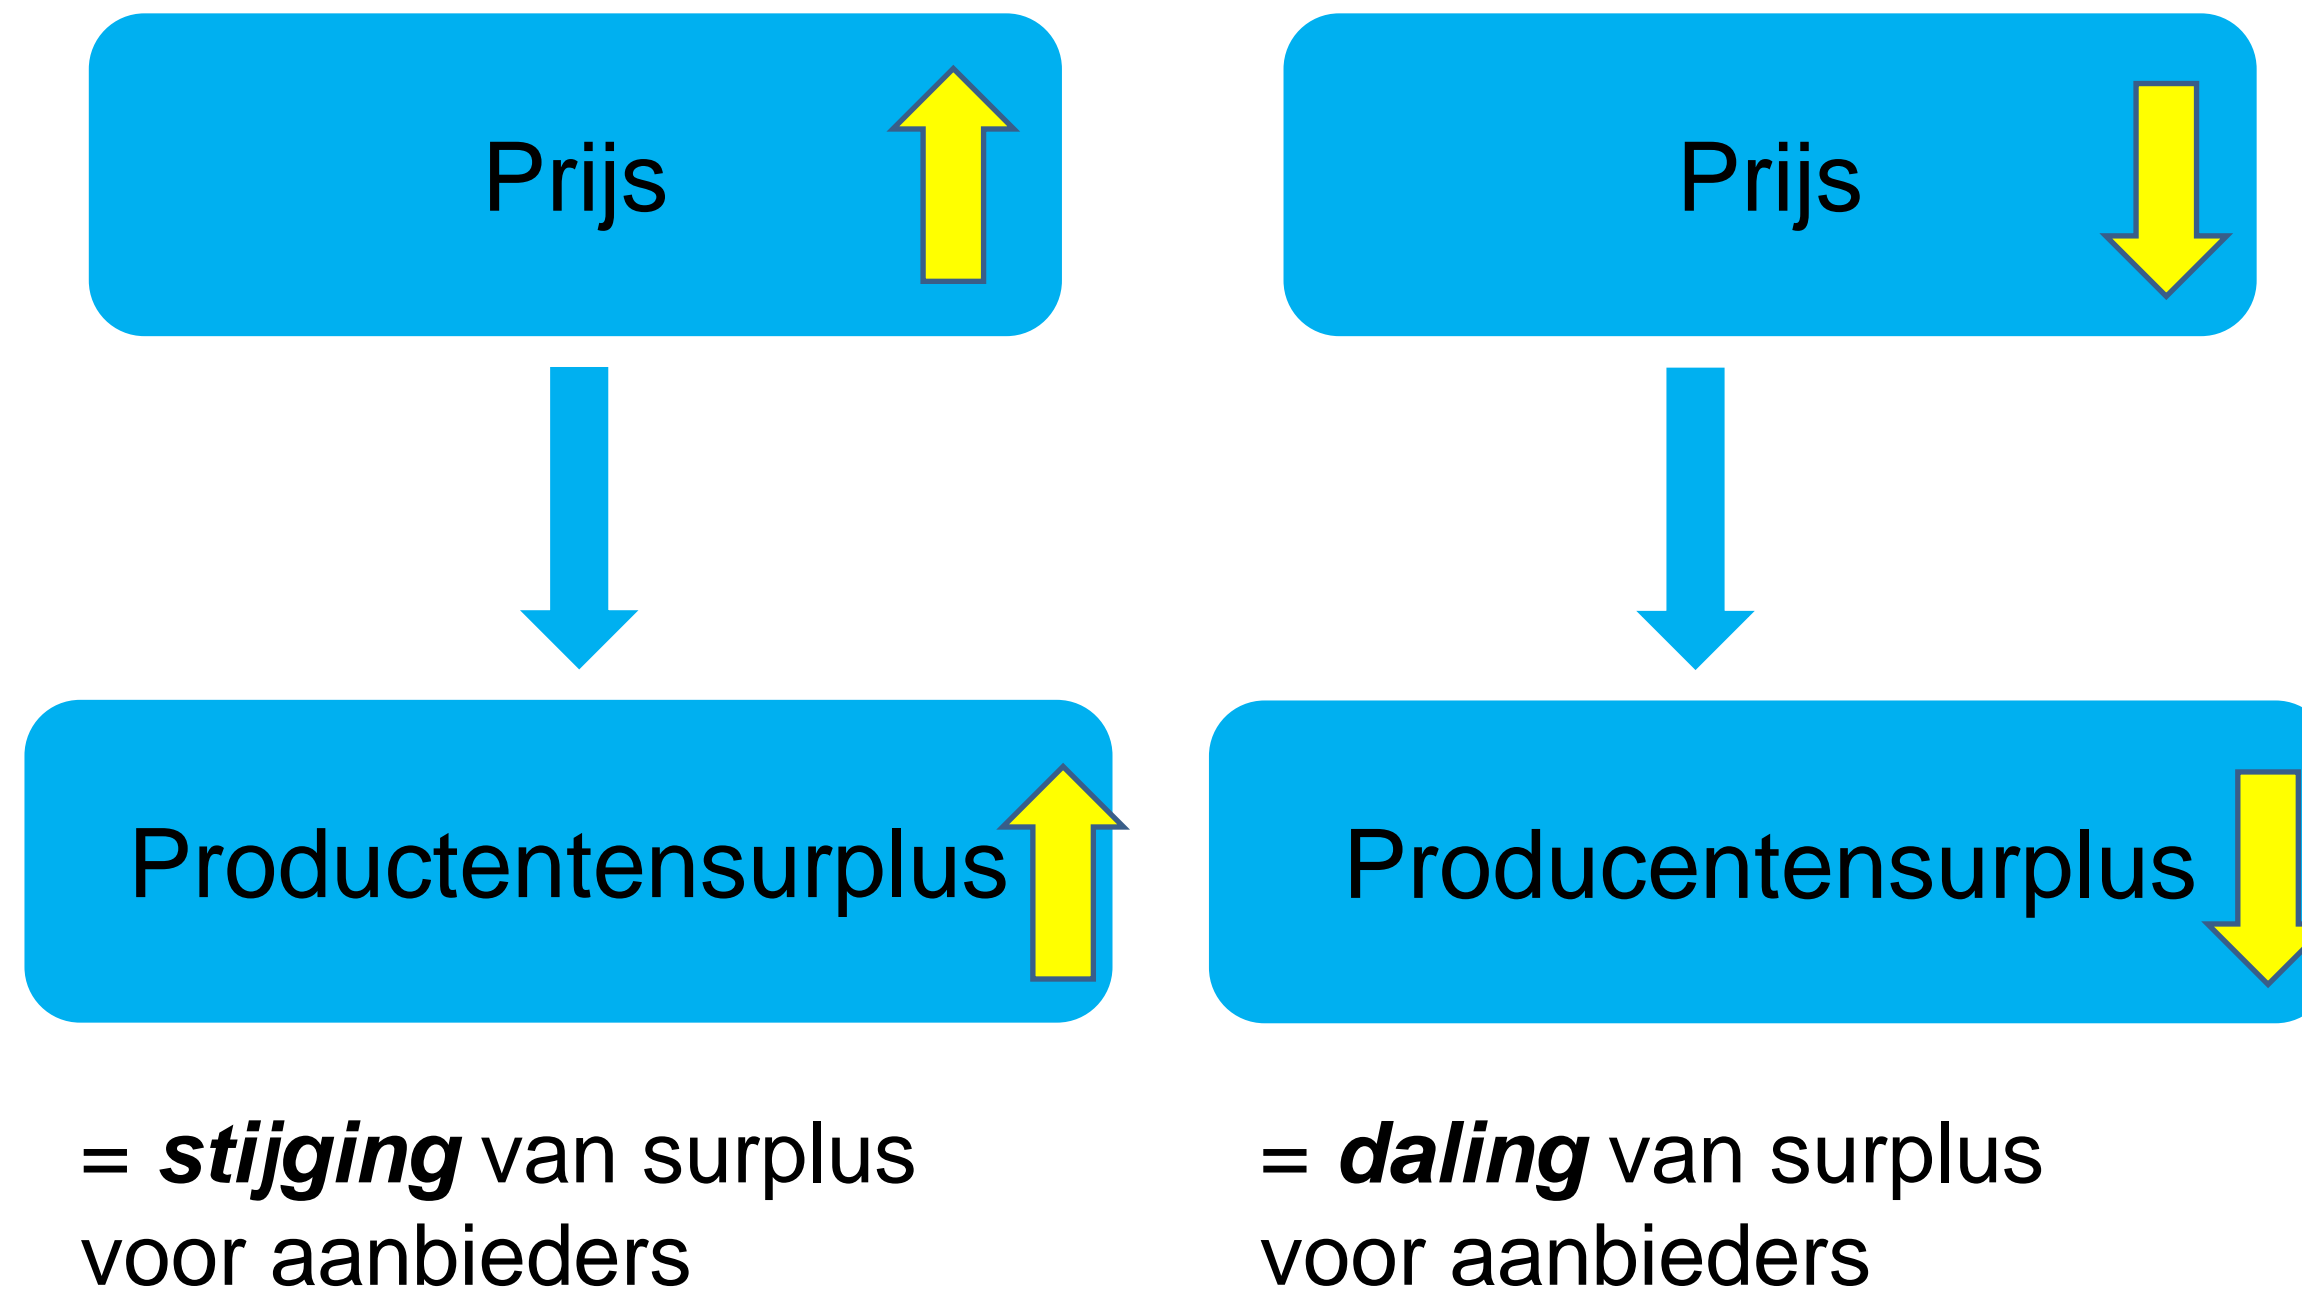 Prijs
Prijs
Productentensurplus
Producentensurplus
= stijging van surplus
voor aanbieders
= daling van surplus
voor aanbieders